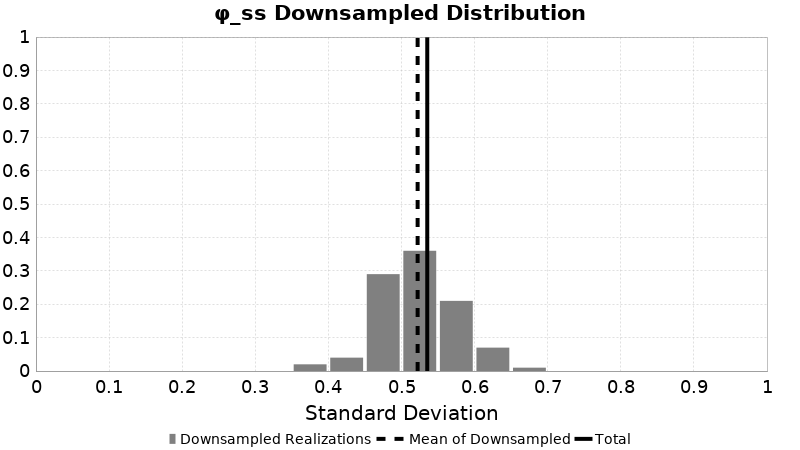 φ_ss Downsampled Distribution
1
0.9
0.8
0.7
0.6
0.5
0.4
0.3
0.2
0.1
0
0 0.1 0.2 0.3 0.4 0.5 0.6 0.7 0.8 0.9 1
Standard Deviation
Downsampled Realizations Mean of Downsampled Total